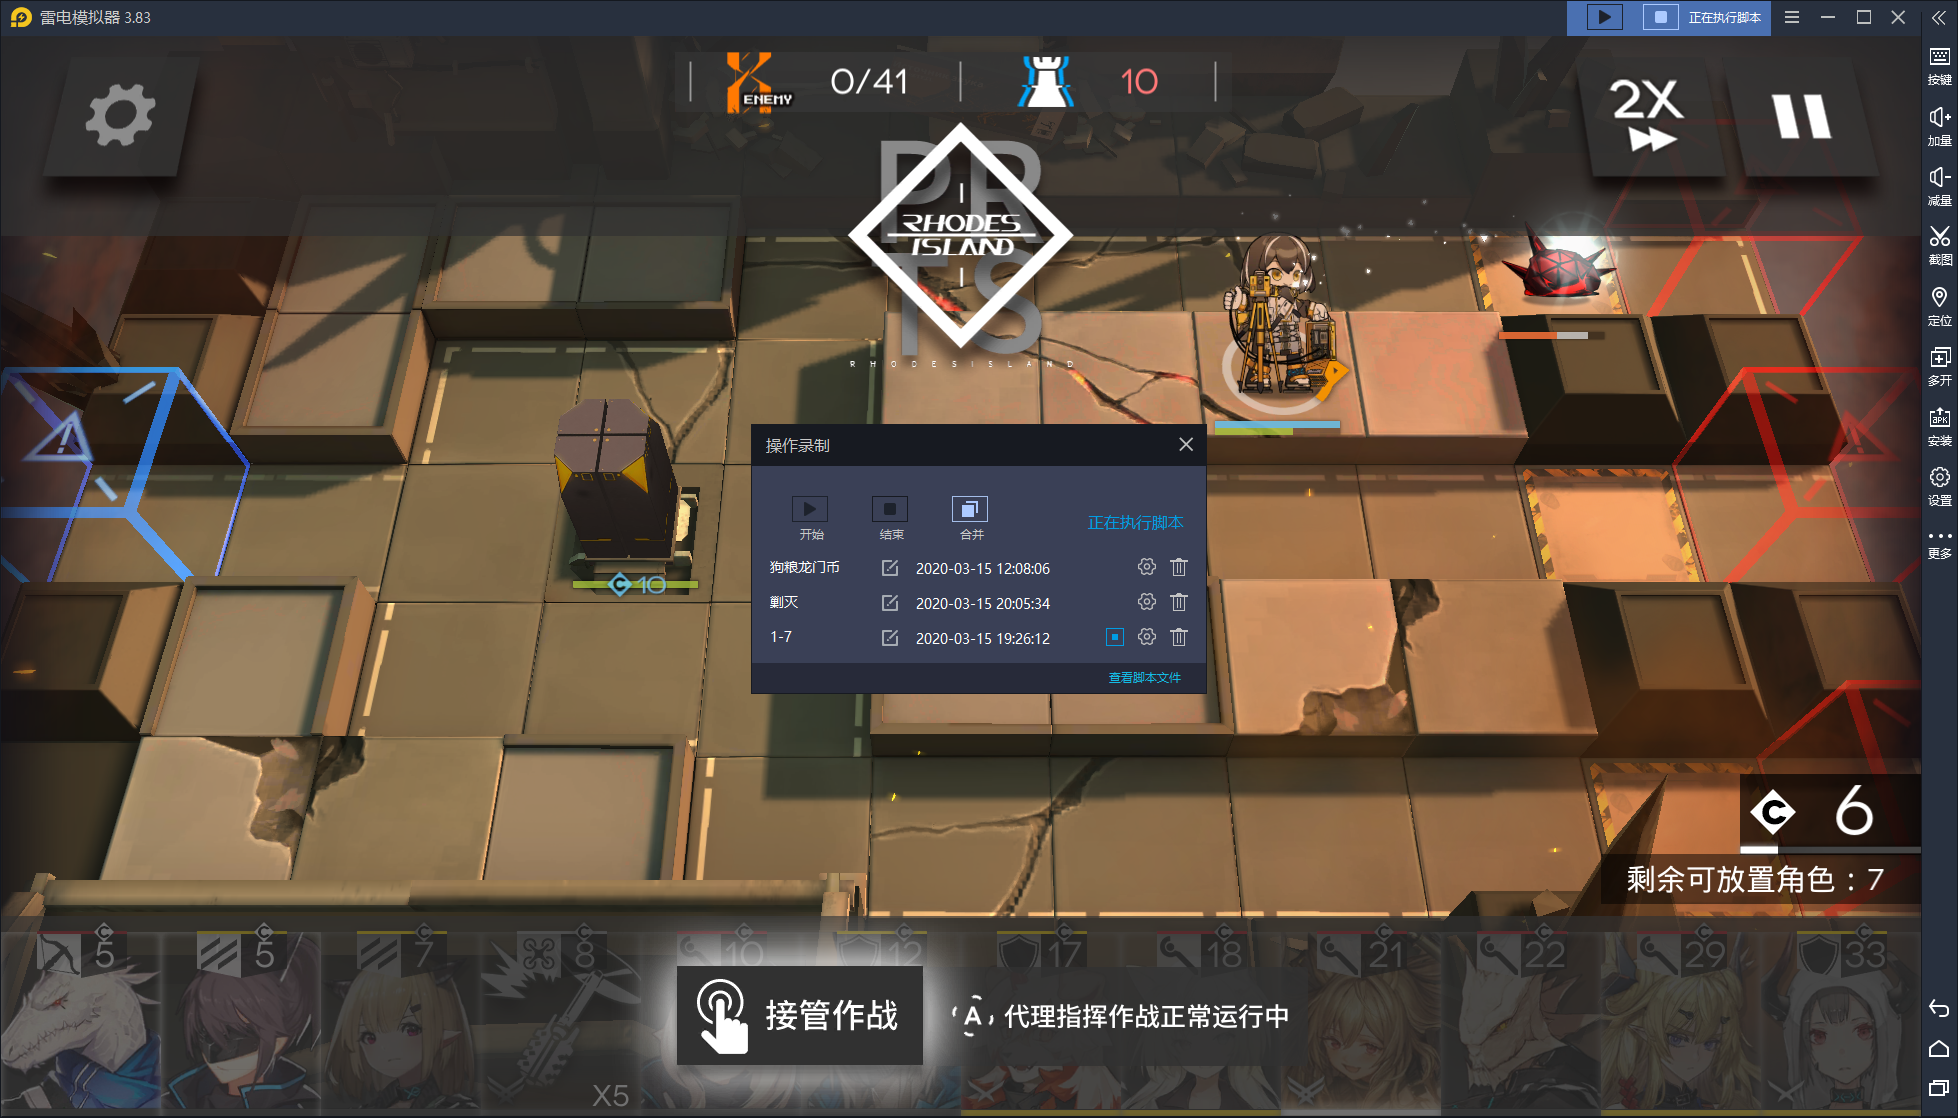 雷电模拟器 3.83
正在执行脚本
ENEMY
0/41
10
2X
PRTS
RHODES
ISLAND
RHODESISLAND
按键
加量
减量
截图
定位
多开
APK
安装
设置
更多
操作录制
开始
结束
合并
正在执行脚本
狗粮龙门币 2020-03-15 12:08:06
剿灭 2020-03-15 20:05:34
1-7 2020-03-15 19:26:12
查看脚本文件
C 10
C 6
剩余可放置角色：7
5
5
7
8
10
12
17
18
21
22
29
33
接管作战
A 代理指挥作战正常运行中
X5